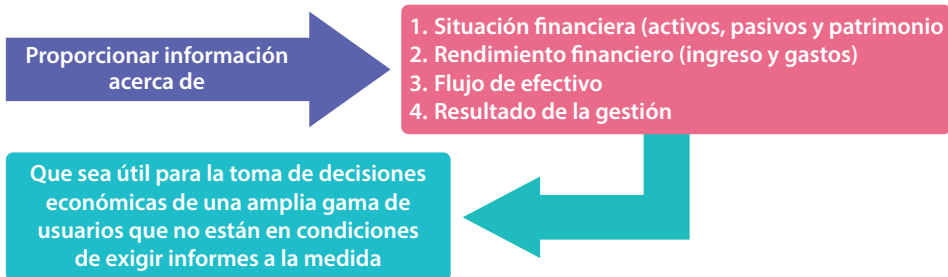 Proporcionar información
acerca de
1. Situación financiera (activos, pasivos y patrimonio
2. Rendimiento financiero (ingreso y gastos)
3. Flujo de efectivo
4. Resultado de la gestión
Que sea útil para la toma de decisiones
económicas de una amplia gama de
usuarios que no están en condiciones
de exigir informes a la medida